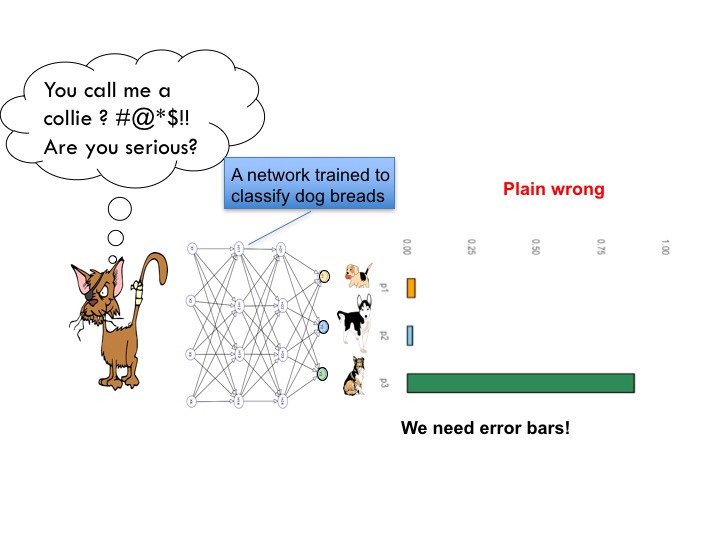 You call me a
collie ? #@*$!!
Are you serious?
A network trained to
classify dog breads
Plain wrong
0.00
0.25
0.50
0.75
1.00
p1
p2
p3
We need error bars!